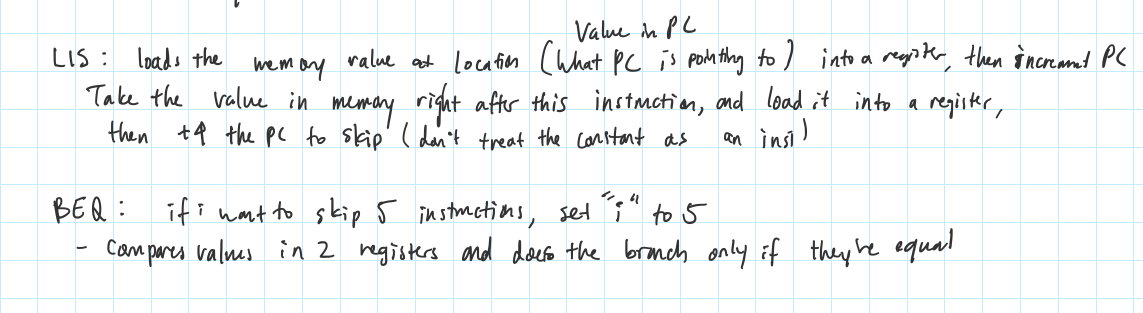 Value in PC
LIS : loads the memory value at location (What PC is pointing to) into a register, then increment PC
Take the value in memory right after this instruction, and load it into a register,
then +4 the PC to skip (don't treat the constant as an inst)
BEQ : if i want to skip 5 instructions, set "i" to 5
- Compares values in 2 registers and does the branch only if they're equal